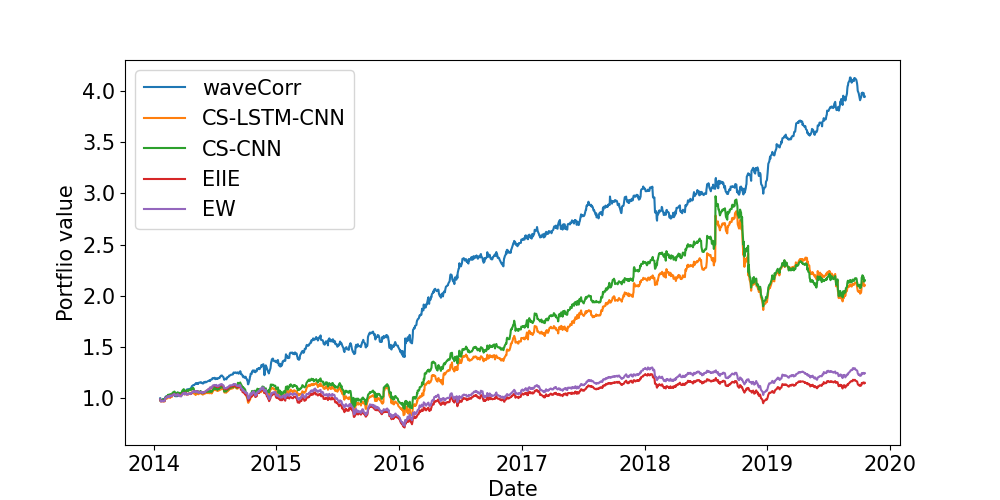 waveCorr
CS-LSTM-CNN
CS-CNN
EIIE
EW
Portflio value
4.0
3.5
3.0
2.5
2.0
1.5
1.0
2014 2015 2016 2017 2018 2019 2020
Date